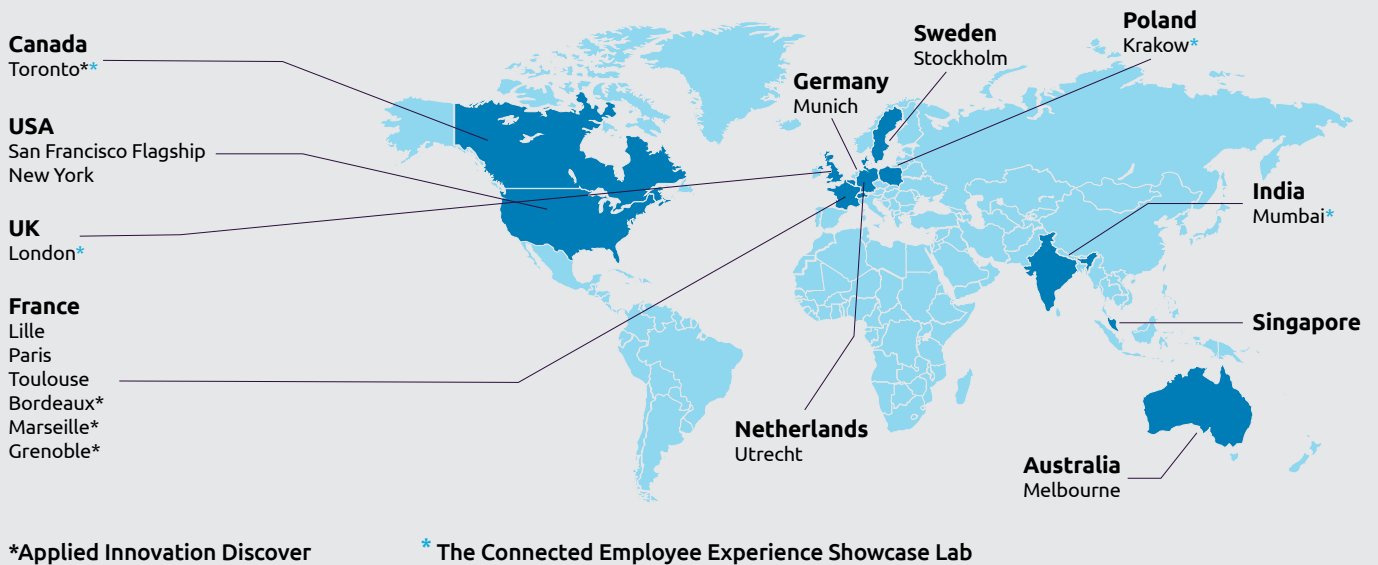 Canada
Toronto**
USA
San Francisco Flagship
New York
UK
London*
France
Lille
Paris
Toulouse
Bordeaux*
Marseille*
Grenoble*
Germany
Munich
Sweden
Stockholm
Poland
Krakow*
India
Mumbai*
Singapore
Netherlands
Utrecht
Australia
Melbourne
*Applied Innovation Discover
* The Connected Employee Experience Showcase Lab